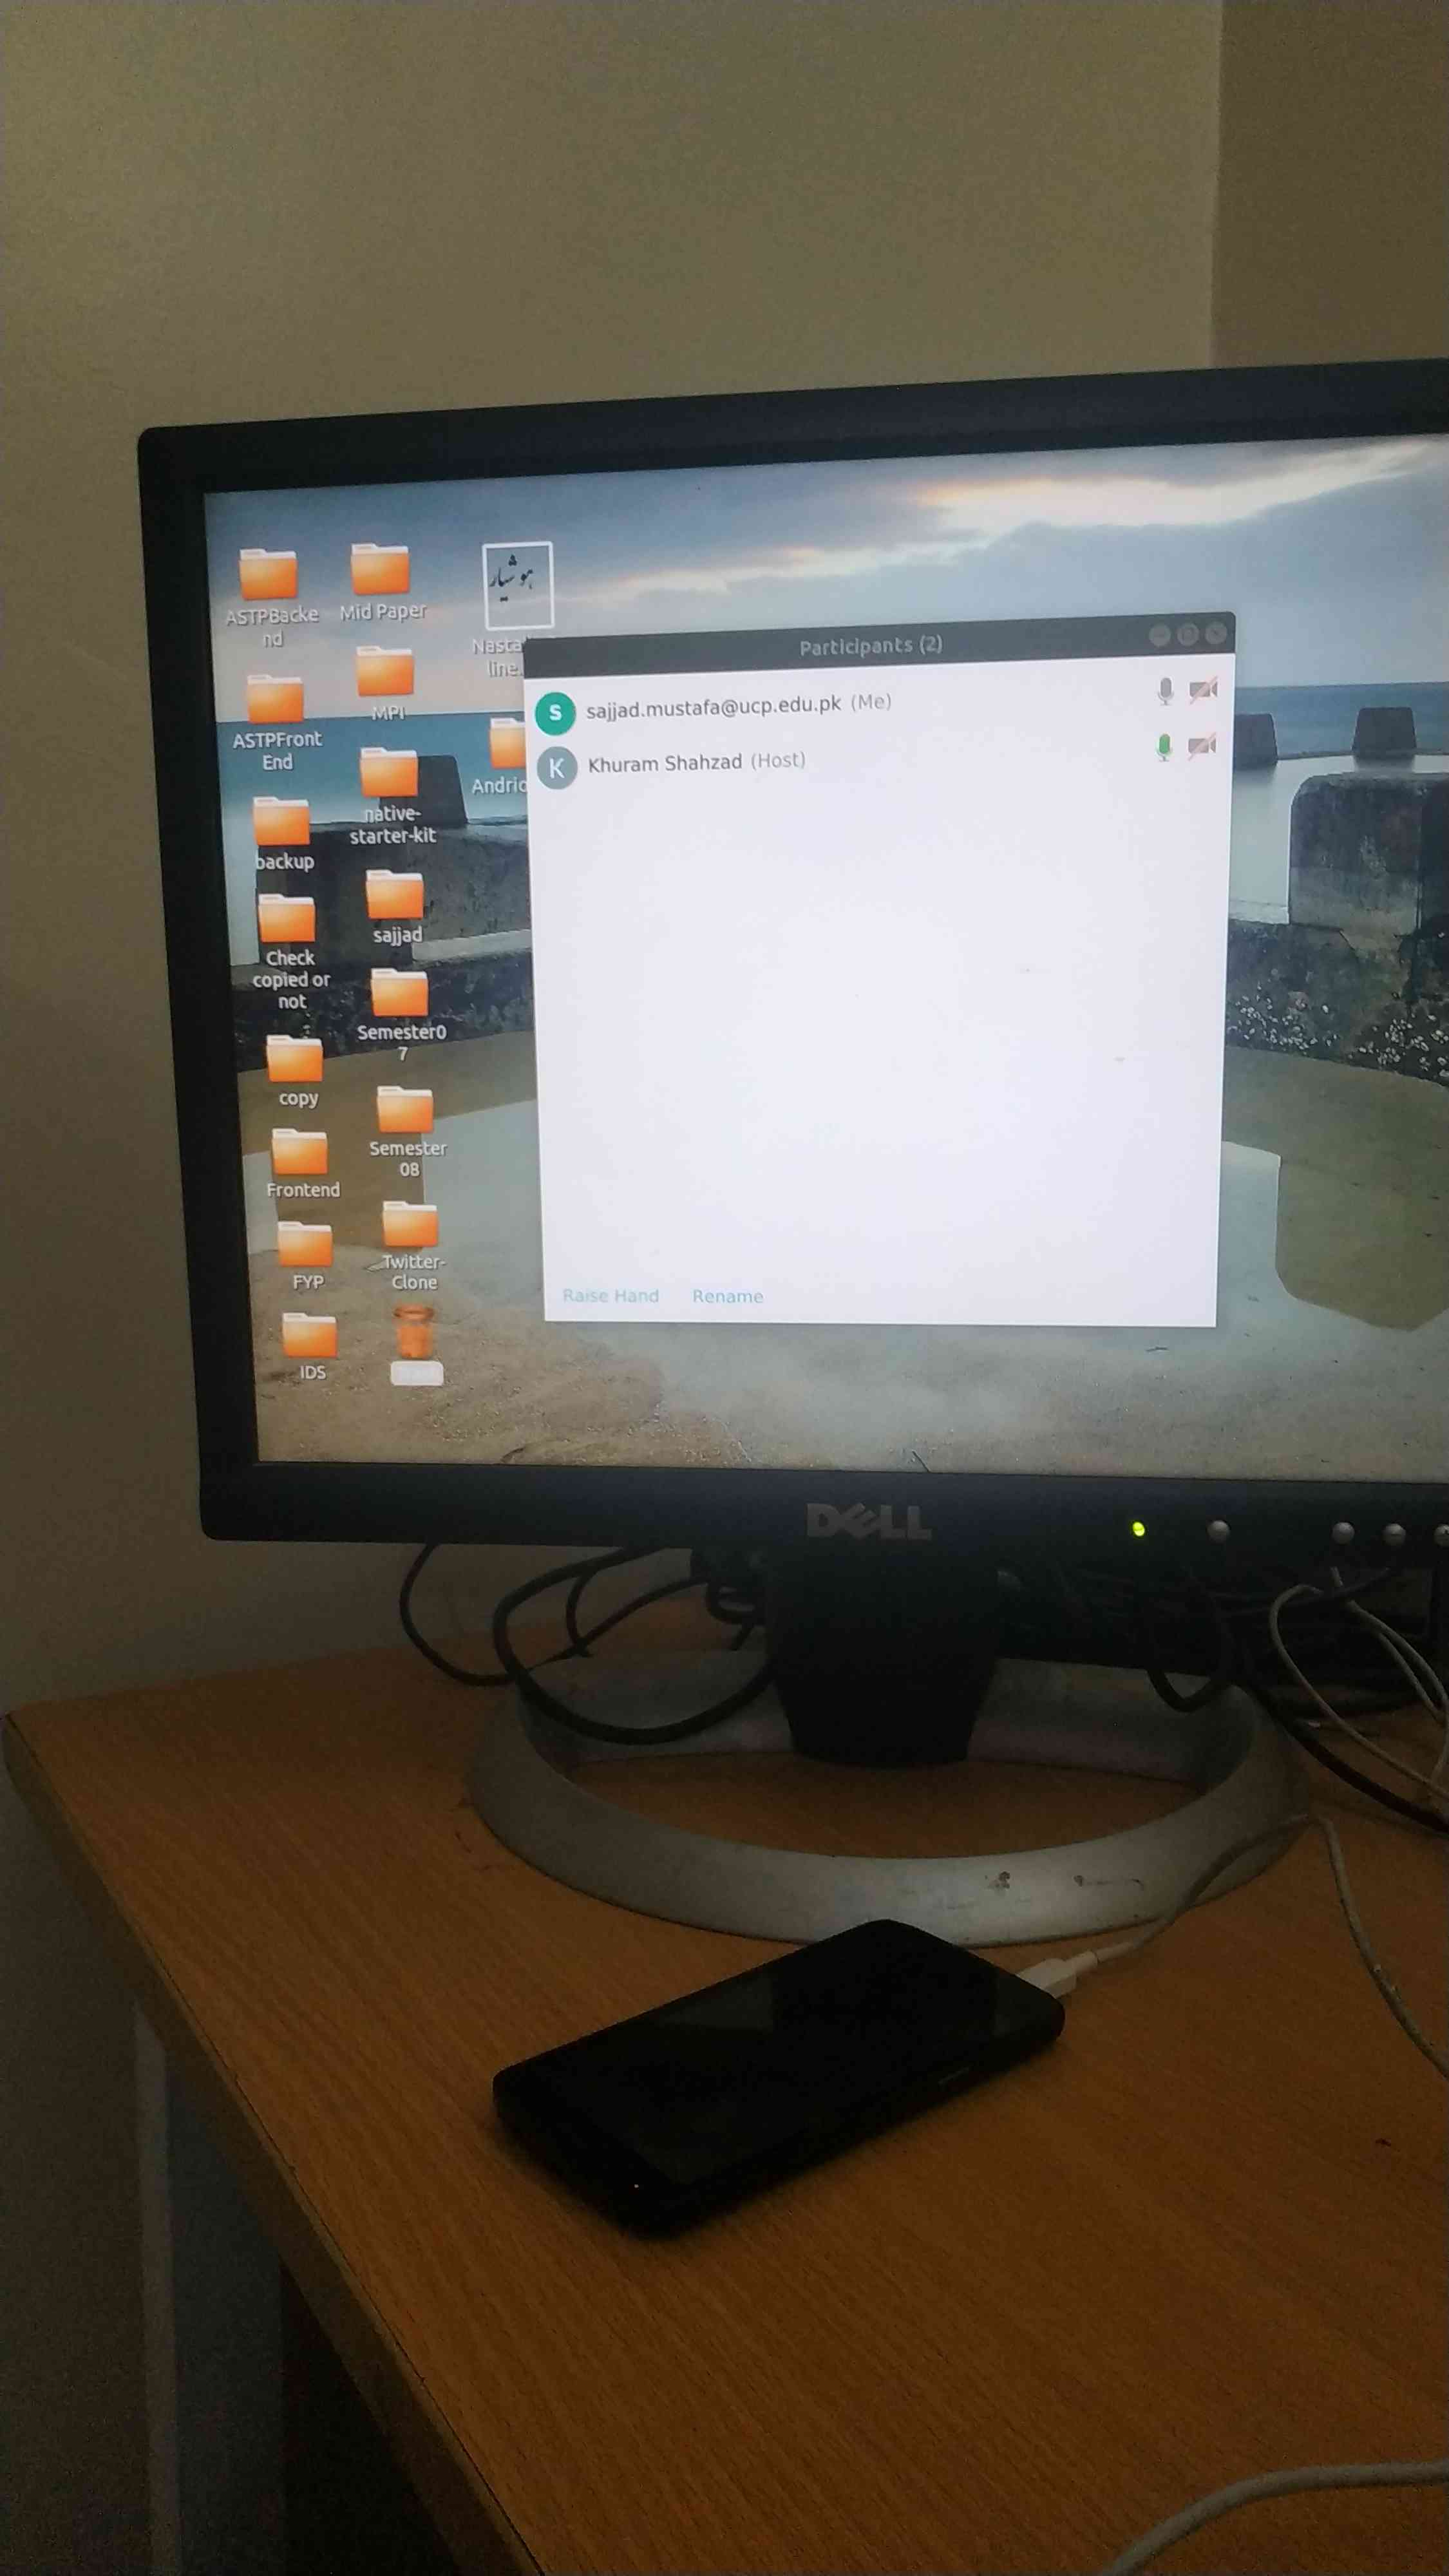 ASTPBacke
nd
Mid Paper
ہوشیار
line.
ASTPFront
End
MPI
backup
native-
starter-kit
Check
copied or
not
sajjad
copy
Semester0
7
Frontend
Semester
08
FYP
Twitter-
Clone
IDS
Participants (2)
S sajjad.mustafa@ucp.edu.pk (Me)
K Khuram Shahzad (Host)
Raise Hand Rename
DELL